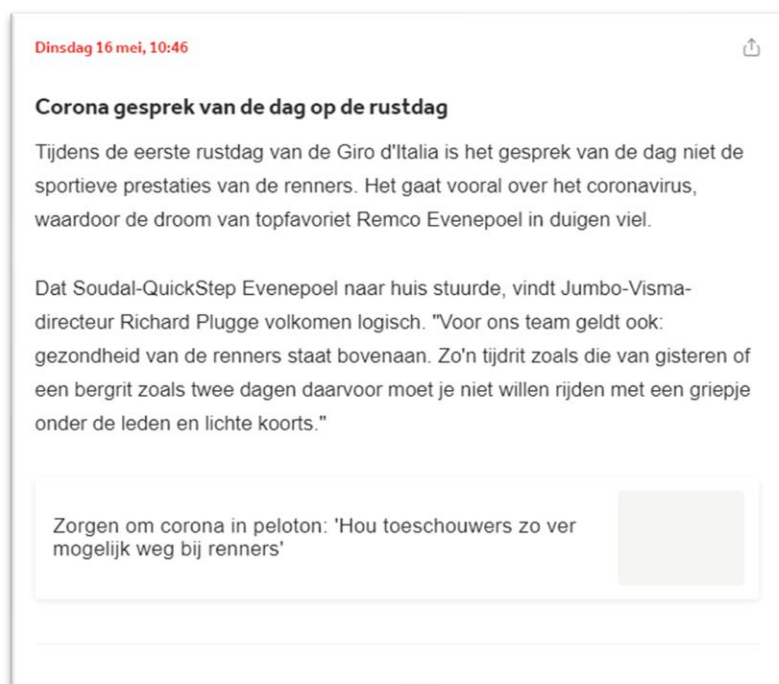 Dinsdag 16 mei, 10:46
Corona gesprek van de dag op de rustdag
Tijdens de eerste rustdag van de Giro d'Italia is het gesprek van de dag niet de
sportieve prestaties van de renners. Het gaat vooral over het coronavirus,
waardoor de droom van topfavoriet Remco Evenepoel in duigen viel.
Dat Soudal-QuickStep Evenepoel naar huis stuurde, vindt Jumbo-Visma-
directeur Richard Plugge volkomen logisch. "Voor ons team geldt ook:
gezondheid van de renners staat bovenaan. Zo'n tijdrit zoals die van gisteren of
een bergrit zoals twee dagen daarvoor moet je niet willen rijden met een griepje
onder de leden en lichte koorts."
Zorgen om corona in peloton: 'Hou toeschouwers zo ver
mogelijk weg bij renners'